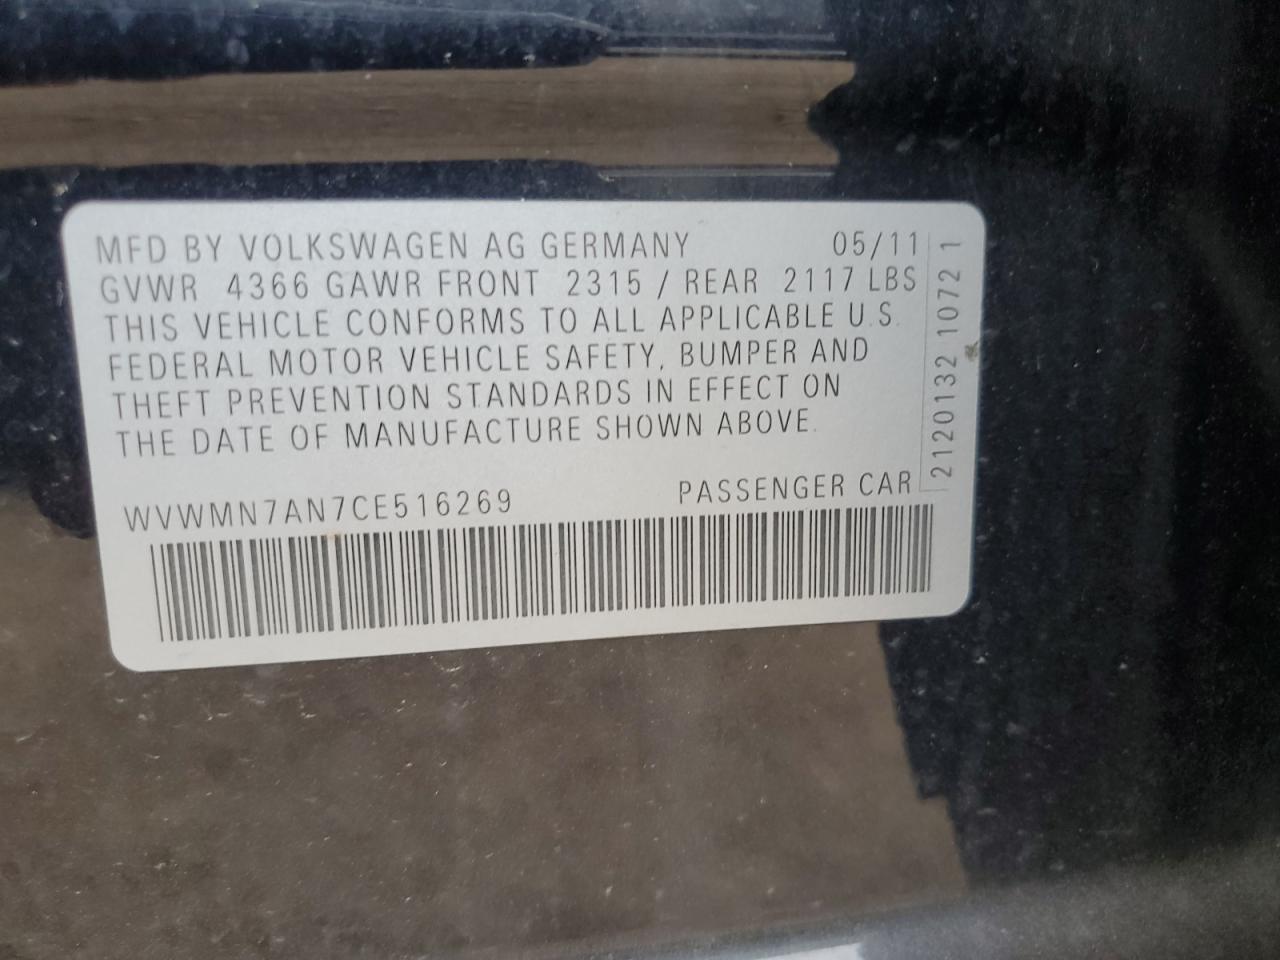 MFD BY VOLKSWAGEN AG GERMANY 05/11
GVWR 4366 GAWR FRONT 2315 / REAR 2117 LBS
THIS VEHICLE CONFORMS TO ALL APPLICABLE U.S.
FEDERAL MOTOR VEHICLE SAFETY, BUMPER AND
THEFT PREVENTION STANDARDS IN EFFECT ON
THE DATE OF MANUFACTURE SHOWN ABOVE.
WVWMN7AN7CE516269 PASSENGER CAR
2120132 1072 1